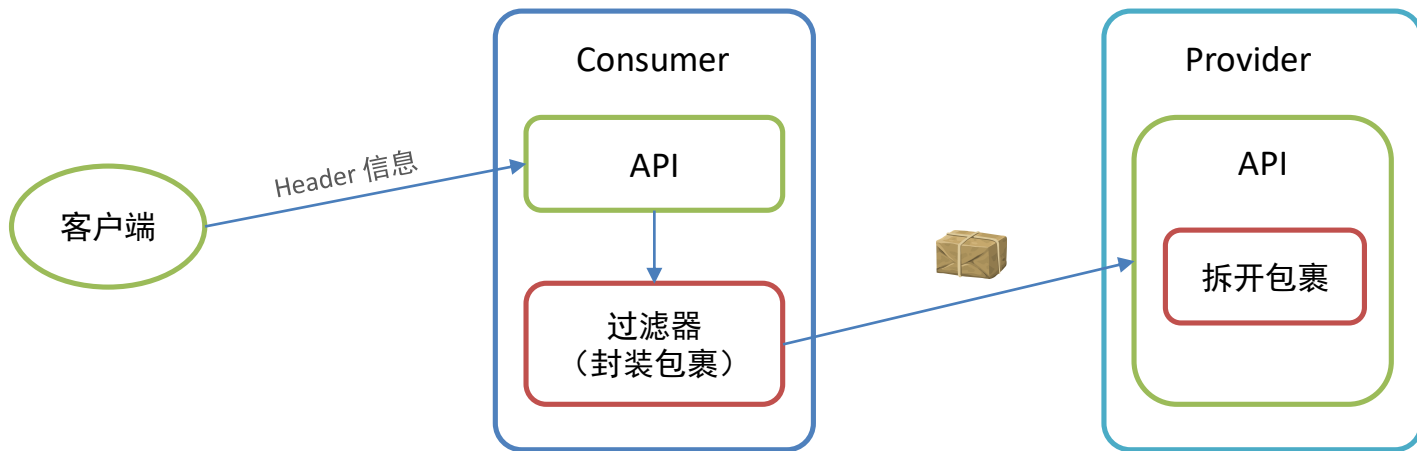 Consumer
Provider
API
API
Header 信息
客户端
拆开包裹
过滤器
（封装包裹）